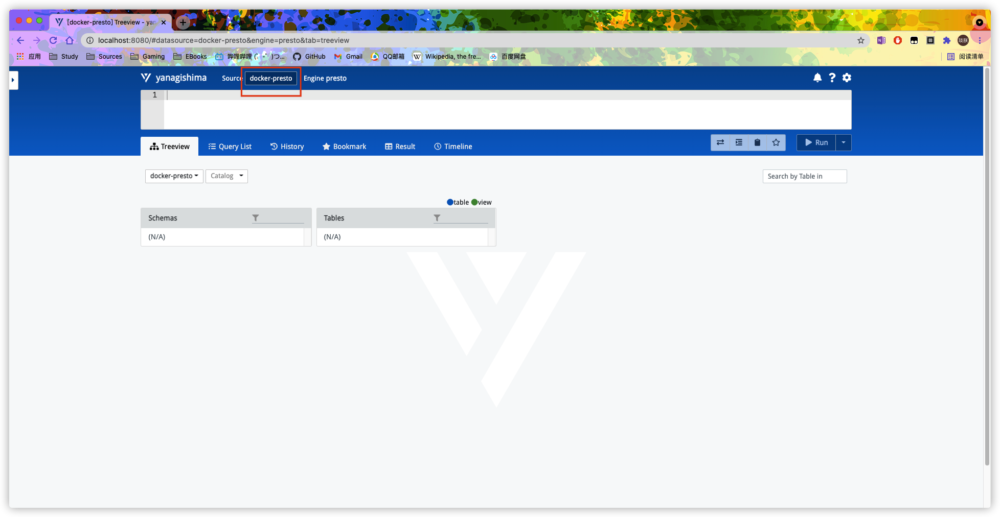 [docker-presto] Treeview - yan
localhost:8080/#datasource=docker-presto&engine=presto&tab=treeview
应用 Study Sources Gaming EBooks 哔哩哔哩 (゜-゜)つ... GitHub Gmail QQ邮箱 Wikipedia, the fre... 百度网盘 阅读清单
yanagishima Source docker-presto Engine presto
1
Treeview Query List History Bookmark Result Timeline Run
docker-presto Catalog Search by Table in
table view
Schemas Tables
(N/A) (N/A)